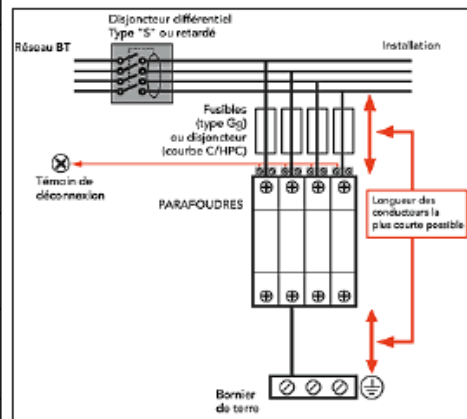 Disjoncteur différentiel
Type "S" ou retardé
Réseau BT
Installation
Fusibles
(type Gg)
ou disjoncteur
(courbe C/HPC)
Témoin de
déconnexion
PARAFOUDRES
Longueur des
conducteurs la
plus courte possible
Bornier
de terre